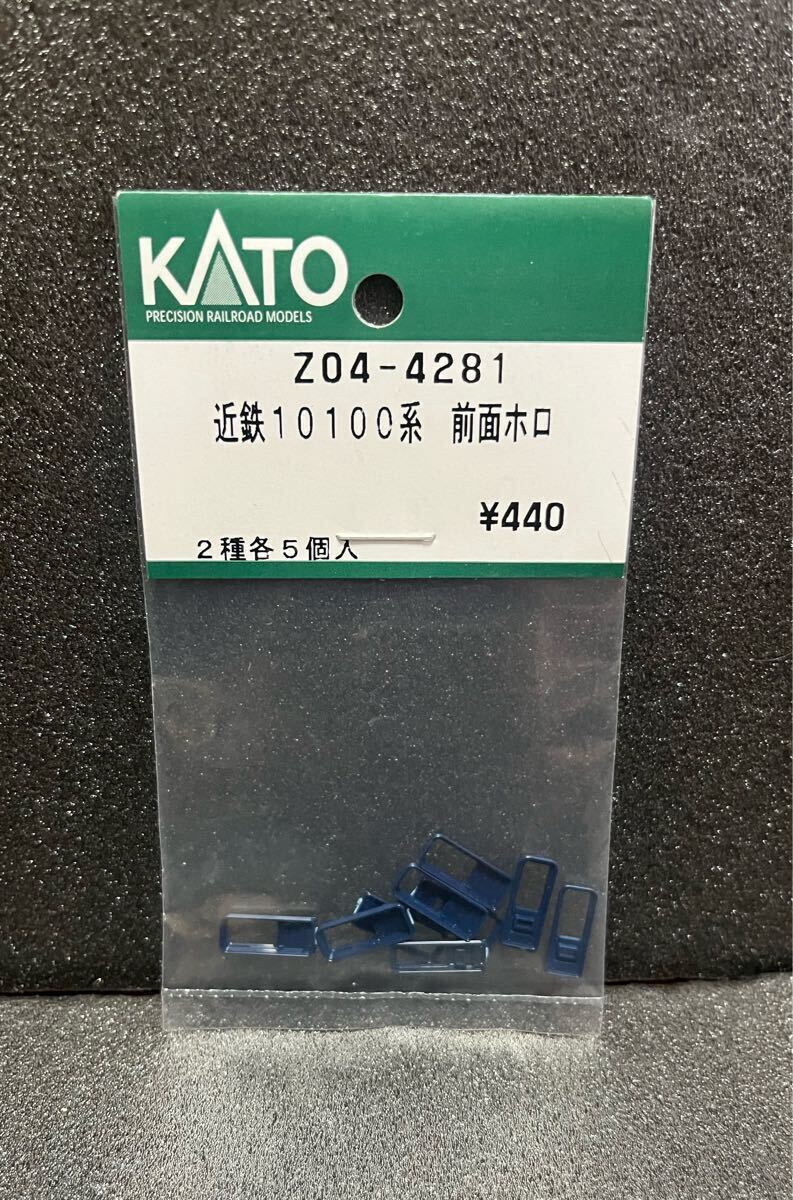 KATO
PRECISION RAILROAD MODELS
Z04-4281
近鉄10100系 前面ホロ
¥440
2種各5個入